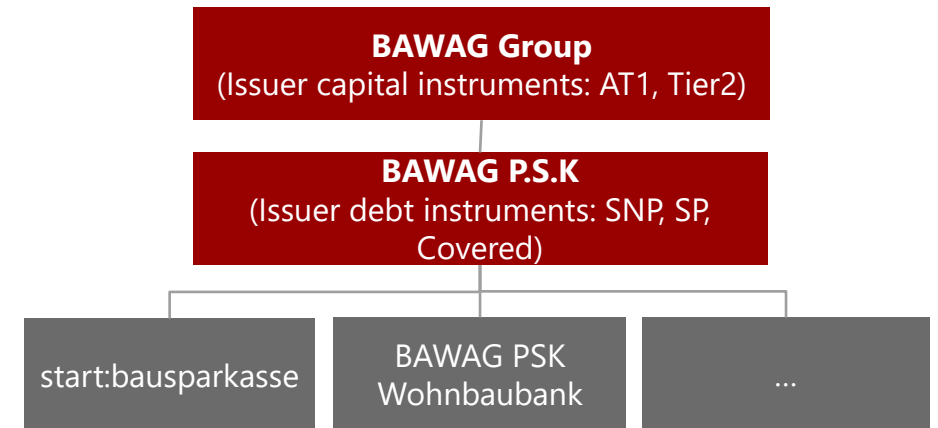 BAWAG Group
(Issuer capital instruments: AT1, Tier2)
BAWAG P.S.K
(Issuer debt instruments: SNP, SP,
Covered)
start:bausparkasse
BAWAG PSK
Wohnbaubank
...